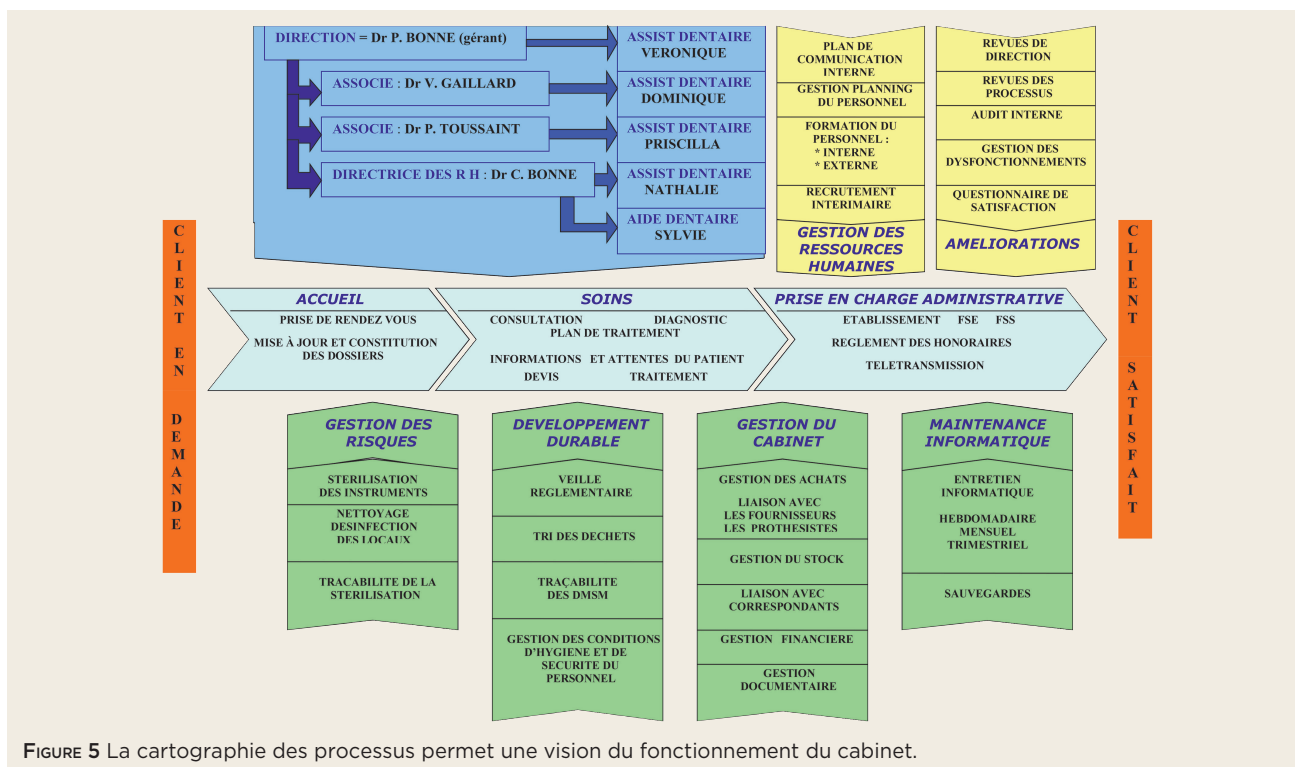 DIRECTION = Dr P. BONNE (gérant)
ASSIST DENTAIRE
VERONIQUE
ASSOCIE : Dr V. GAILLARD
ASSIST DENTAIRE
DOMINIQUE
ASSOCIE : Dr P. TOUSSAINT
ASSIST DENTAIRE
PRISCILLA
DIRECTRICE DES R H : Dr C. BONNE
ASSIST DENTAIRE
NATHALIE
AIDE DENTAIRE
SYLVIE
PLAN DE
COMMUNICATION
INTERNE
GESTION PLANNING
DU PERSONNEL
FORMATION DU
PERSONNEL :
* INTERNE
* EXTERNE
RECRUTEMENT
INTERIMAIRE
GESTION DES
RESSOURCES
HUMAINES
REVUES DE
DIRECTION
REVUES DES
PROCESSUS
AUDIT INTERNE
GESTION DES
DYSFONCTIONNEMENTS
QUESTIONNAIRE DE
SATISFACTION
AMELIORATIONS
CLIENT EN DEMANDE
ACCUEIL
PRISE DE RENDEZ VOUS
MISE À JOUR ET CONSTITUTION
DES DOSSIERS
SOINS
CONSULTATION DIAGNOSTIC
PLAN DE TRAITEMENT
INFORMATIONS ET ATTENTES DU PATIENT
DEVIS TRAITEMENT
PRISE EN CHARGE ADMINISTRATIVE
ETABLISSEMENT FSE FSS
REGLEMENT DES HONORAIRES
TELETRANSMISSION
CLIENT SATISFAIT
GESTION DES
RISQUES
STERILISATION
DES INSTRUMENTS
NETTOYAGE
DESINFECTION
DES LOCAUX
TRACABILITE DE LA
STERILISATION
DEVELOPPEMENT
DURABLE
VEILLE
REGLEMENTAIRE
TRI DES DECHETS
TRAÇABILITE
DES DMSM
GESTION DES CONDITIONS
D'HYGIENE ET DE
SECURITE DU
PERSONNEL
GESTION DU
CABINET
GESTION DES ACHATS
LIAISON AVEC
LES FOURNISSEURS
LES PROTHESISTES
GESTION DU STOCK
LIAISON AVEC
CORRESPONDANTS
GESTION FINANCIERE
GESTION
DOCUMENTAIRE
MAINTENANCE
INFORMATIQUE
ENTRETIEN
INFORMATIQUE
HEBDOMADAIRE
MENSUEL
TRIMESTRIEL
SAUVEGARDES
FIGURE 5 La cartographie des processus permet une vision du fonctionnement du cabinet.